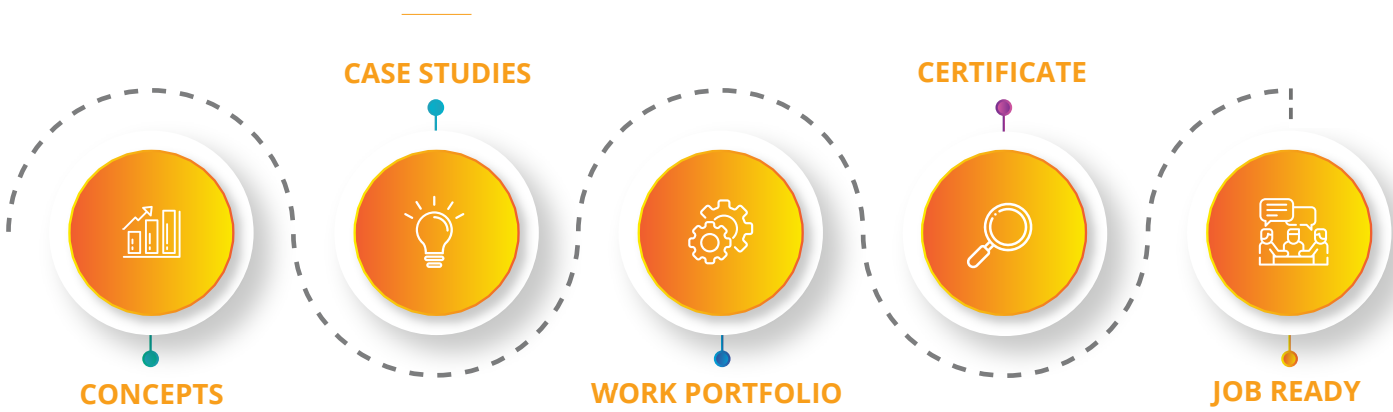 CONCEPTS
CASE STUDIES
WORK PORTFOLIO
CERTIFICATE
JOB READY